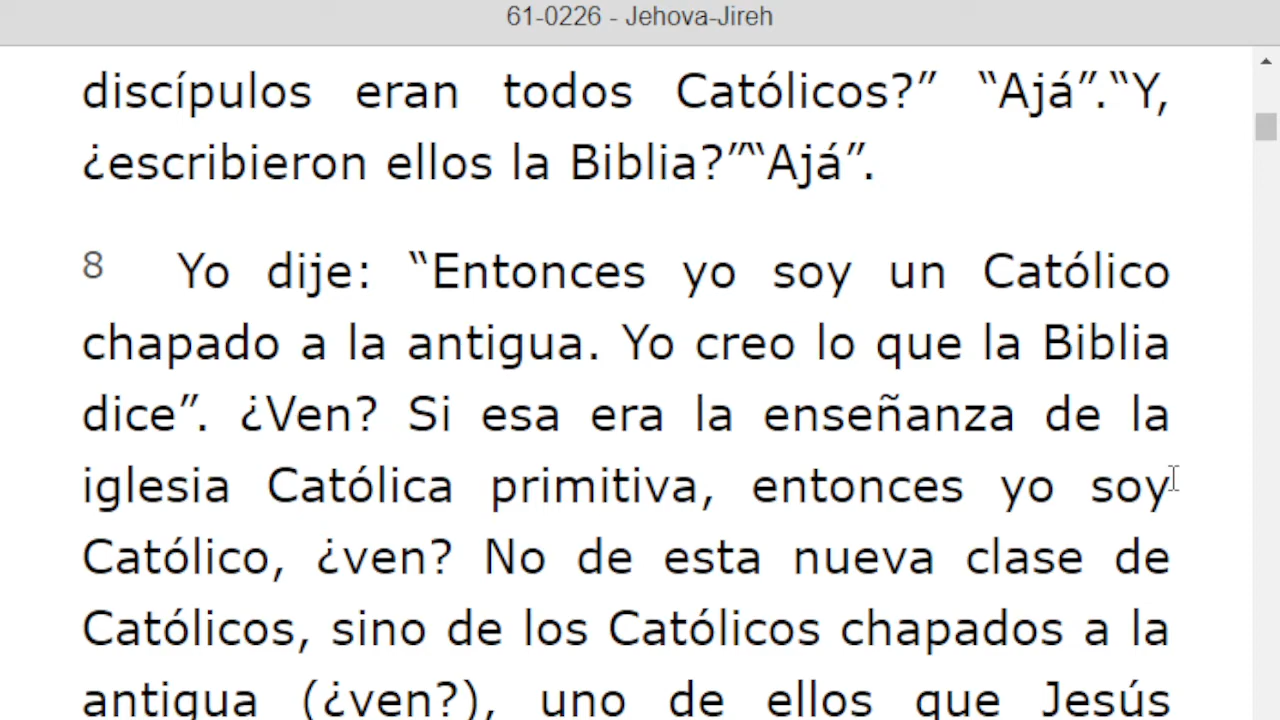 61-0226 - Jehova-Jireh
discípulos eran todos Católicos?” “Ajá”.“Y,
¿escribieron ellos la Biblia?”“Ajá”.
8 Yo dije: “Entonces yo soy un Católico
chapado a la antigua. Yo creo lo que la Biblia
dice”. ¿Ven? Si esa era la enseñanza de la
iglesia Católica primitiva, entonces yo soy
Católico, ¿ven? No de esta nueva clase de
Católicos, sino de los Católicos chapados a la
antigua (¿ven?), uno de ellos que Jesús